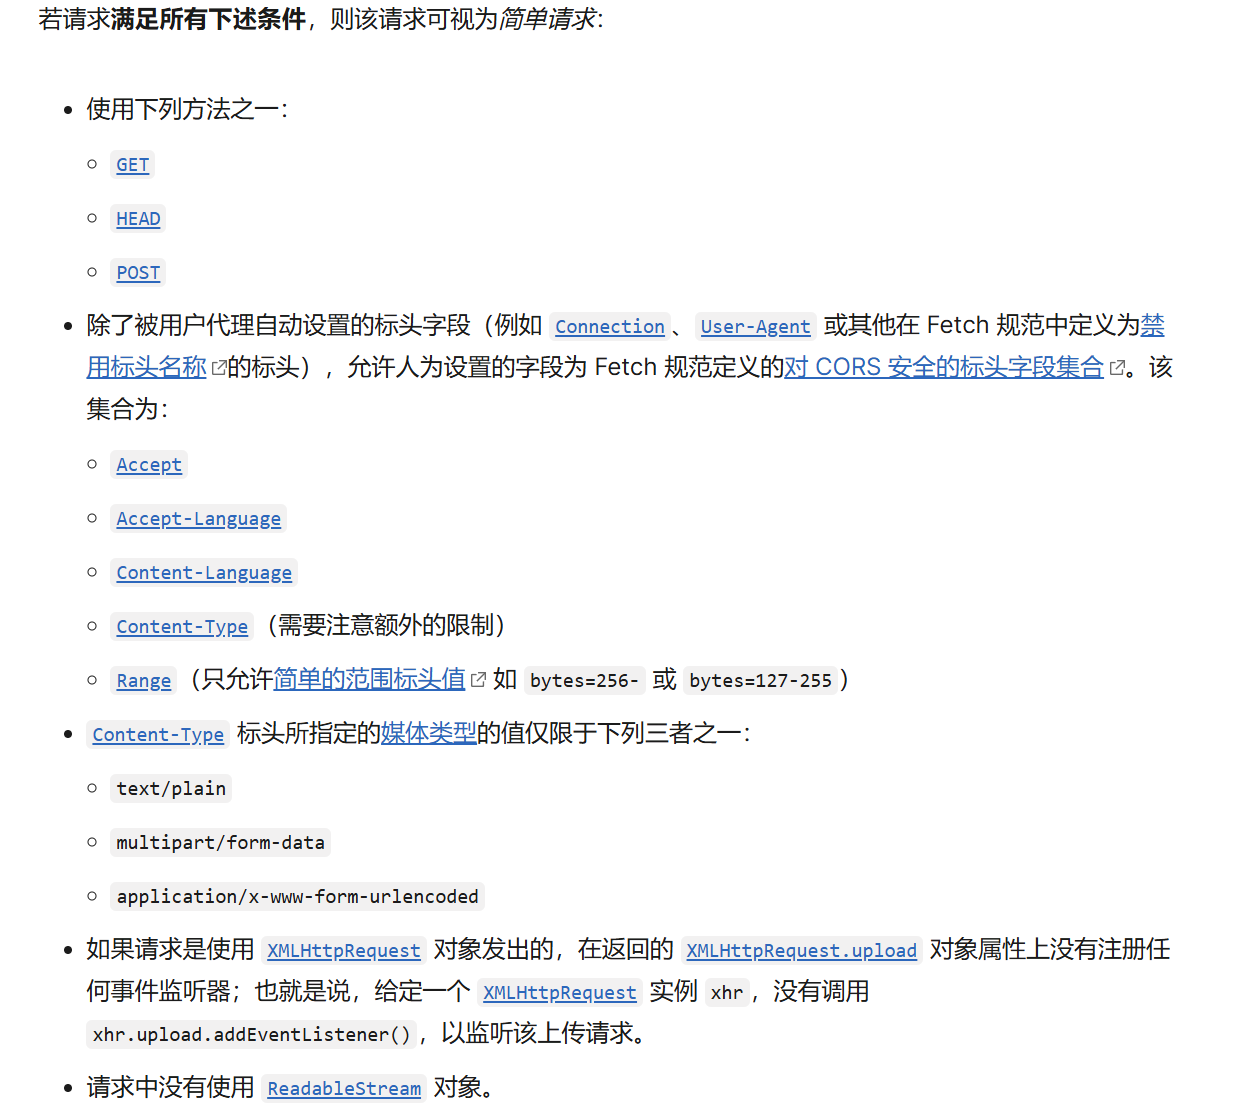 若请求满足所有下述条件，则该请求可视为简单请求：
使用下列方法之一：
GET
HEAD
POST
除了被用户代理自动设置的标头字段（例如 Connection、User-Agent 或其他在 Fetch 规范中定义为禁
用标头名称的标头），允许人为设置的字段为 Fetch 规范定义的对 CORS 安全的标头字段集合。该
集合为：
Accept
Accept-Language
Content-Language
Content-Type（需要注意额外的限制）
Range（只允许简单的范围标头值 如 bytes=256- 或 bytes=127-255）
Content-Type 标头所指定的媒体类型的值仅限于下列三者之一：
text/plain
multipart/form-data
application/x-www-form-urlencoded
如果请求是使用 XMLHttpRequest 对象发出的，在返回的 XMLHttpRequest.upload 对象属性上没有注册任
何事件监听器；也就是说，给定一个 XMLHttpRequest 实例 xhr，没有调用
xhr.upload.addEventListener()，以监听该上传请求。
请求中没有使用 ReadableStream 对象。